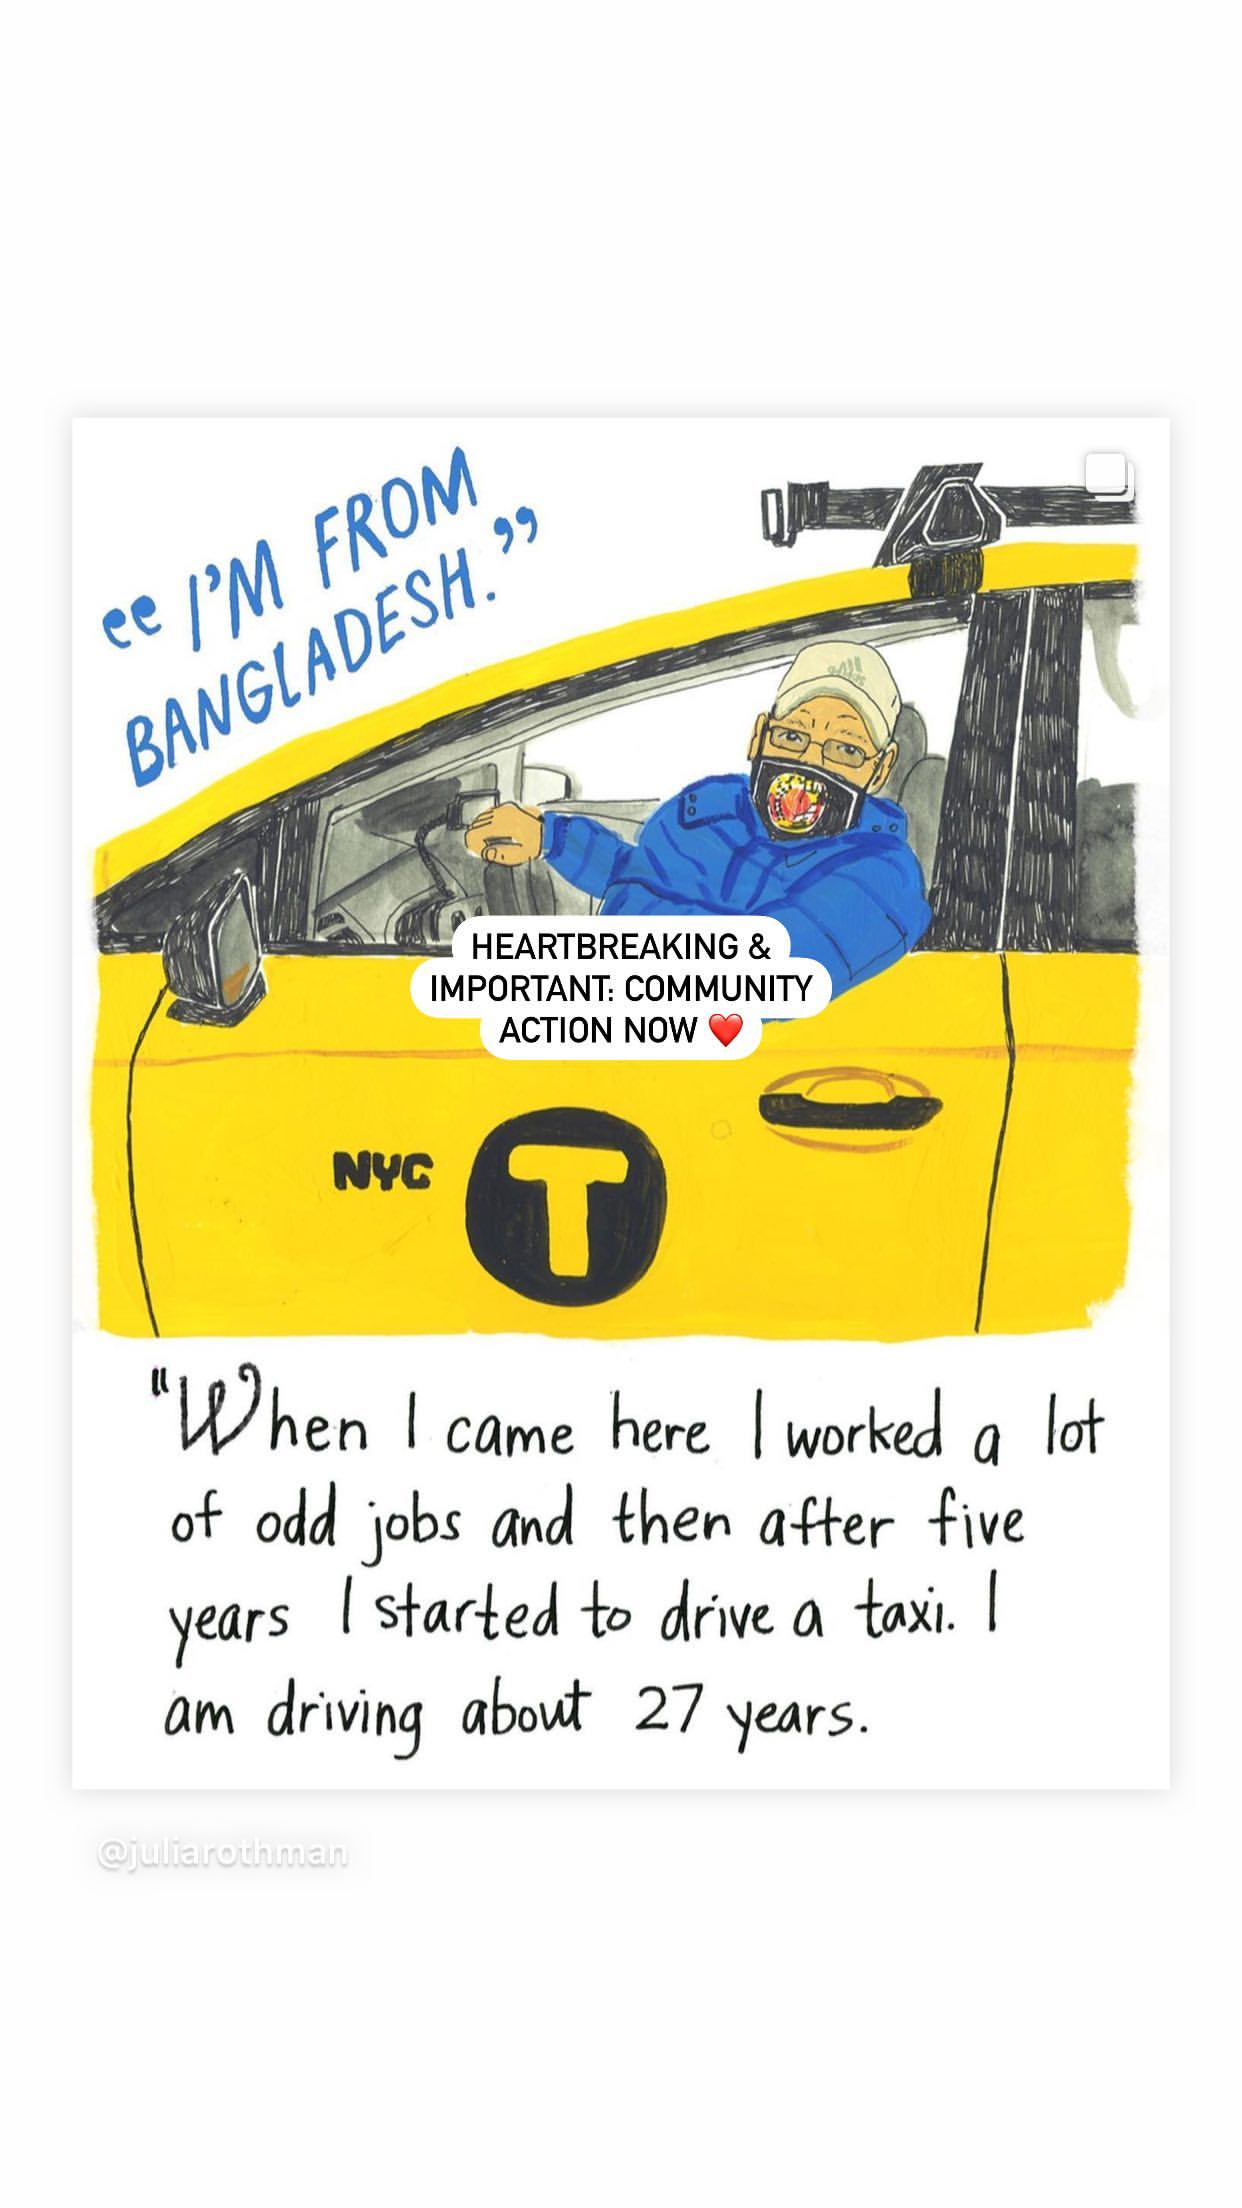 “I’M FROM
BANGLADESH.”
HEARTBREAKING &
IMPORTANT: COMMUNITY
ACTION NOW ❤️
NYC
T
"When I came here I worked a lot
of odd jobs and then after five
years I started to drive a taxi. I
am driving about 27 years.
@juliarothman